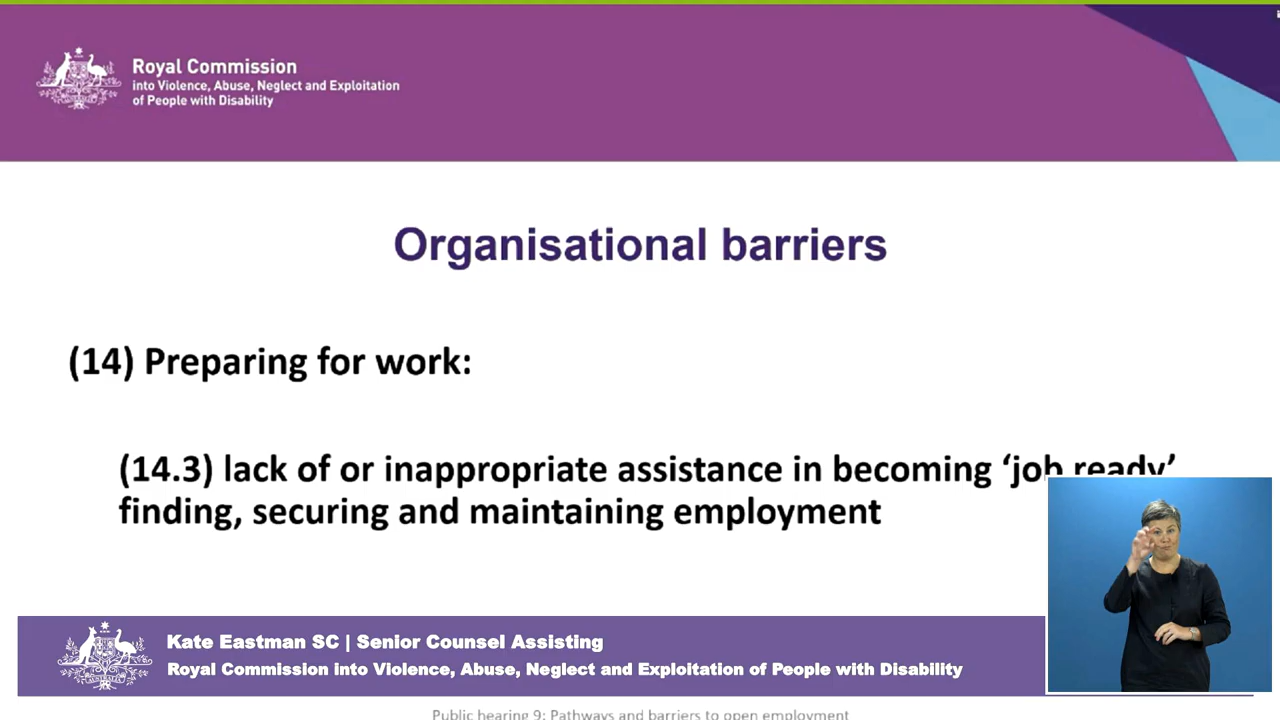 Royal Commission
into Violence, Abuse, Neglect and Exploitation
of People with Disability
Organisational barriers
(14) Preparing for work:
(14.3) lack of or inappropriate assistance in becoming ‘job ready’
finding, securing and maintaining employment
Kate Eastman SC | Senior Counsel Assisting
Royal Commission into Violence, Abuse, Neglect and Exploitation of People with Disability
Public hearing 9: Pathways and barriers to open employment